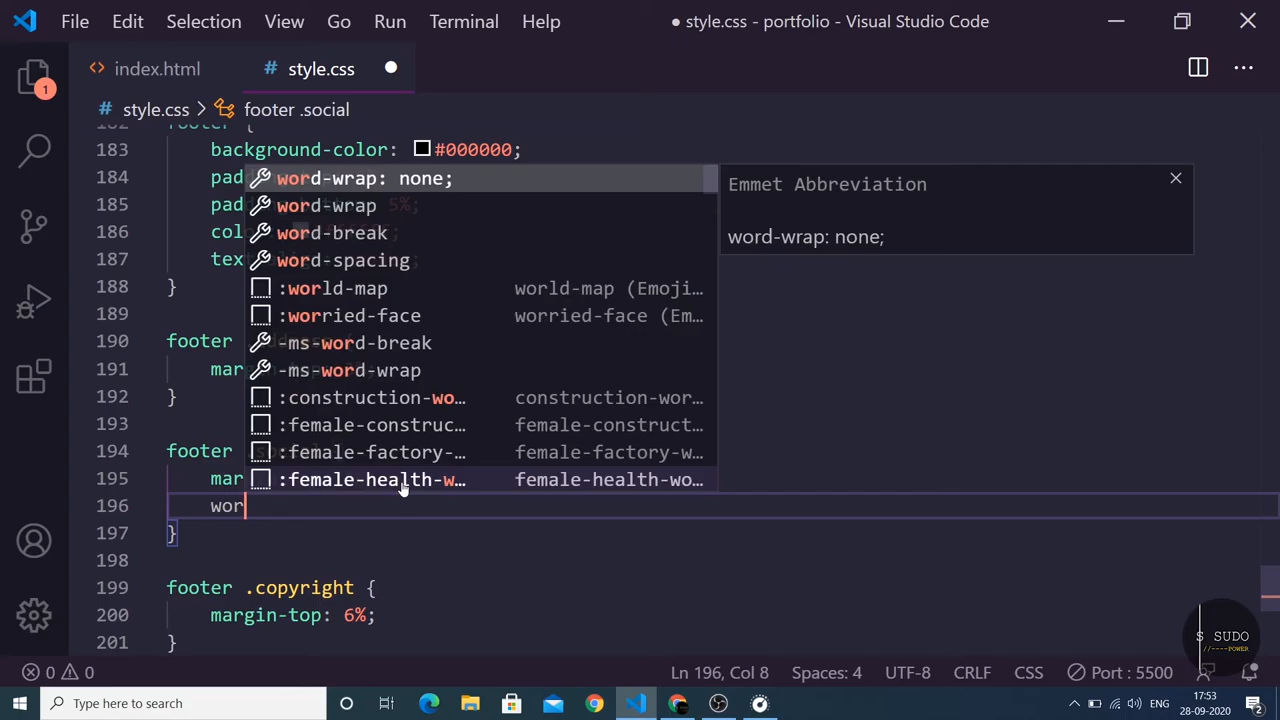 File Edit Selection View Go Run Terminal Help
● style.css - portfolio - Visual Studio Code
1
index.html
# style.css
# style.css > footer .social
182 footer {
183 background-color: #000000;
184 pad
185 pad 5%;
186 col
187 tex
188 }
189
190 footer
191 mar
192 }
193
194 footer
195 mar
196 wor
197 }
198
199 footer .copyright {
200 margin-top: 6%;
201 }
word-wrap: none;
word-wrap
word-break
word-spacing
:world-map world-map (Emoji…
:worried-face worried-face (Em…
-ms-word-break
-ms-word-wrap
:construction-wo… construction-wor…
:female-construc… female-construct…
:female-factory-… female-factory-w…
:female-health-w… female-health-wo…
Emmet Abbreviation
word-wrap: none;
S SUDO
//----POWER
0 0
Ln 196, Col 8 Spaces: 4 UTF-8 CRLF CSS Port : 5500
Type here to search
ENG
17:53
28-09-2020
2